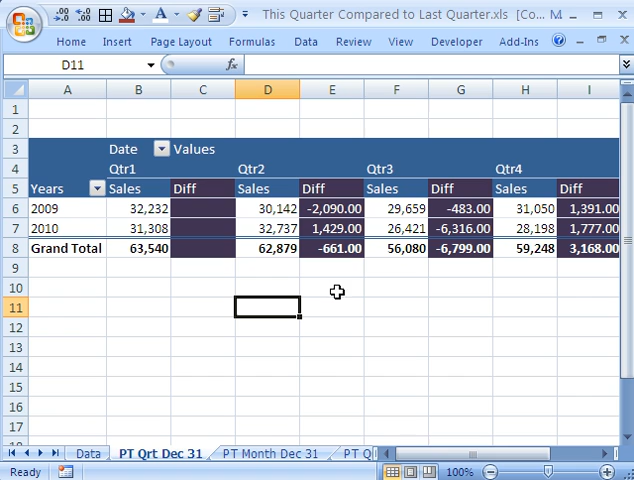 This Quarter Compared to Last Quarter.xls [Co...
Home Insert Page Layout Formulas Data Review View Developer Add-Ins
D11 fx
A B C D E F G H I
1
2
3 Date Values
4 Qtr1 Qtr2 Qtr3 Qtr4
5 Years Sales Diff Sales Diff Sales Diff Sales Diff
6 2009 32,232 30,142 -2,090.00 29,659 -483.00 31,050 1,391.00
7 2010 31,308 32,737 1,429.00 26,421 -6,316.00 28,198 1,777.00
8 Grand Total 63,540 62,879 -661.00 56,080 -6,799.00 59,248 3,168.00
9
10
11
12
13
14
15
16
17
Data PT Qrt Dec 31 PT Month Dec 31 PT Q
Ready 100%